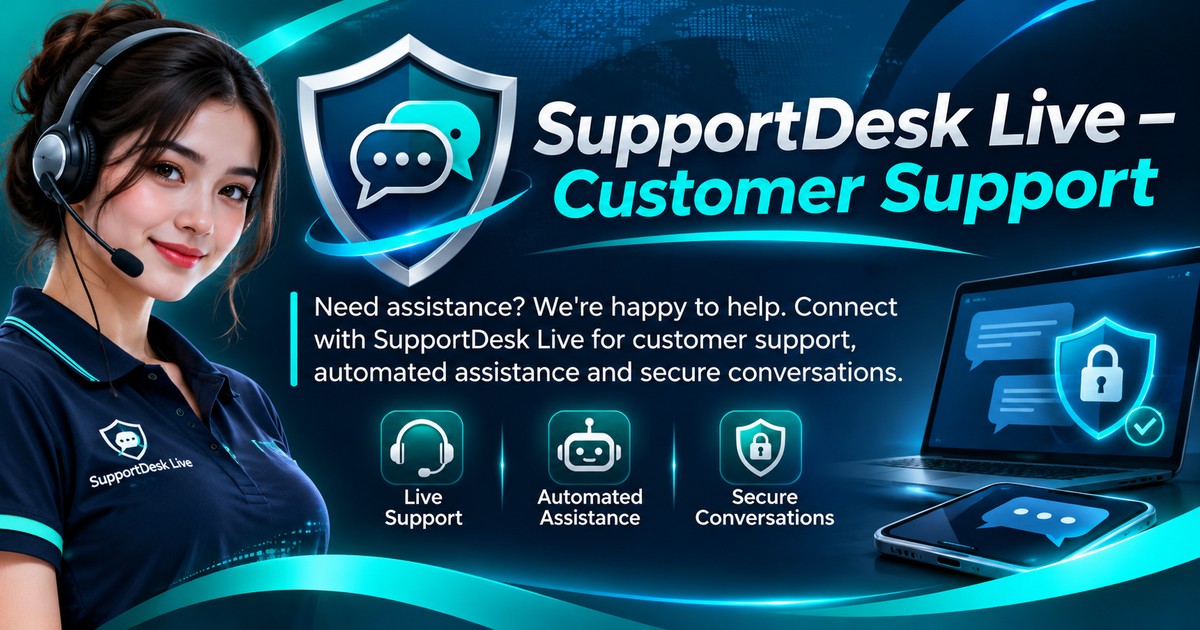 SupportDesk Live –
Customer Support
Need assistance? We're happy to help. Connect
with SupportDesk Live for customer support,
automated assistance and secure conversations.
Live
Support
Automated
Assistance
Secure
Conversations
SupportDesk Live